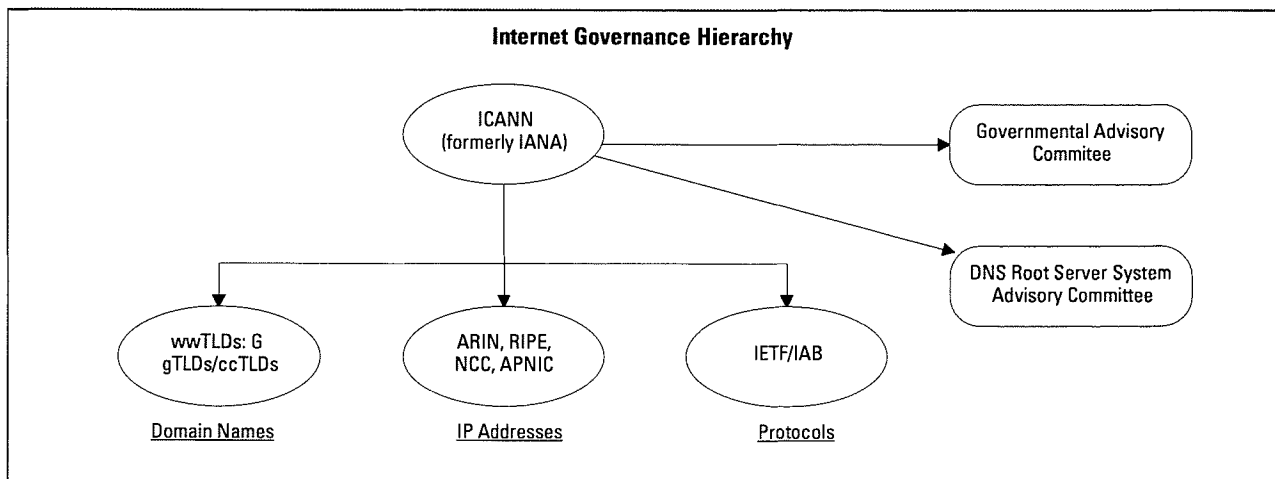 Internet Governance Hierarchy
ICANN
(formerly IANA)
Governmental Advisory
Commitee
DNS Root Server System
Advisory Committee
wwTLDs: G
gTLDs/ccTLDs
ARIN, RIPE,
NCC, APNIC
IETF/IAB
Domain Names
IP Addresses
Protocols